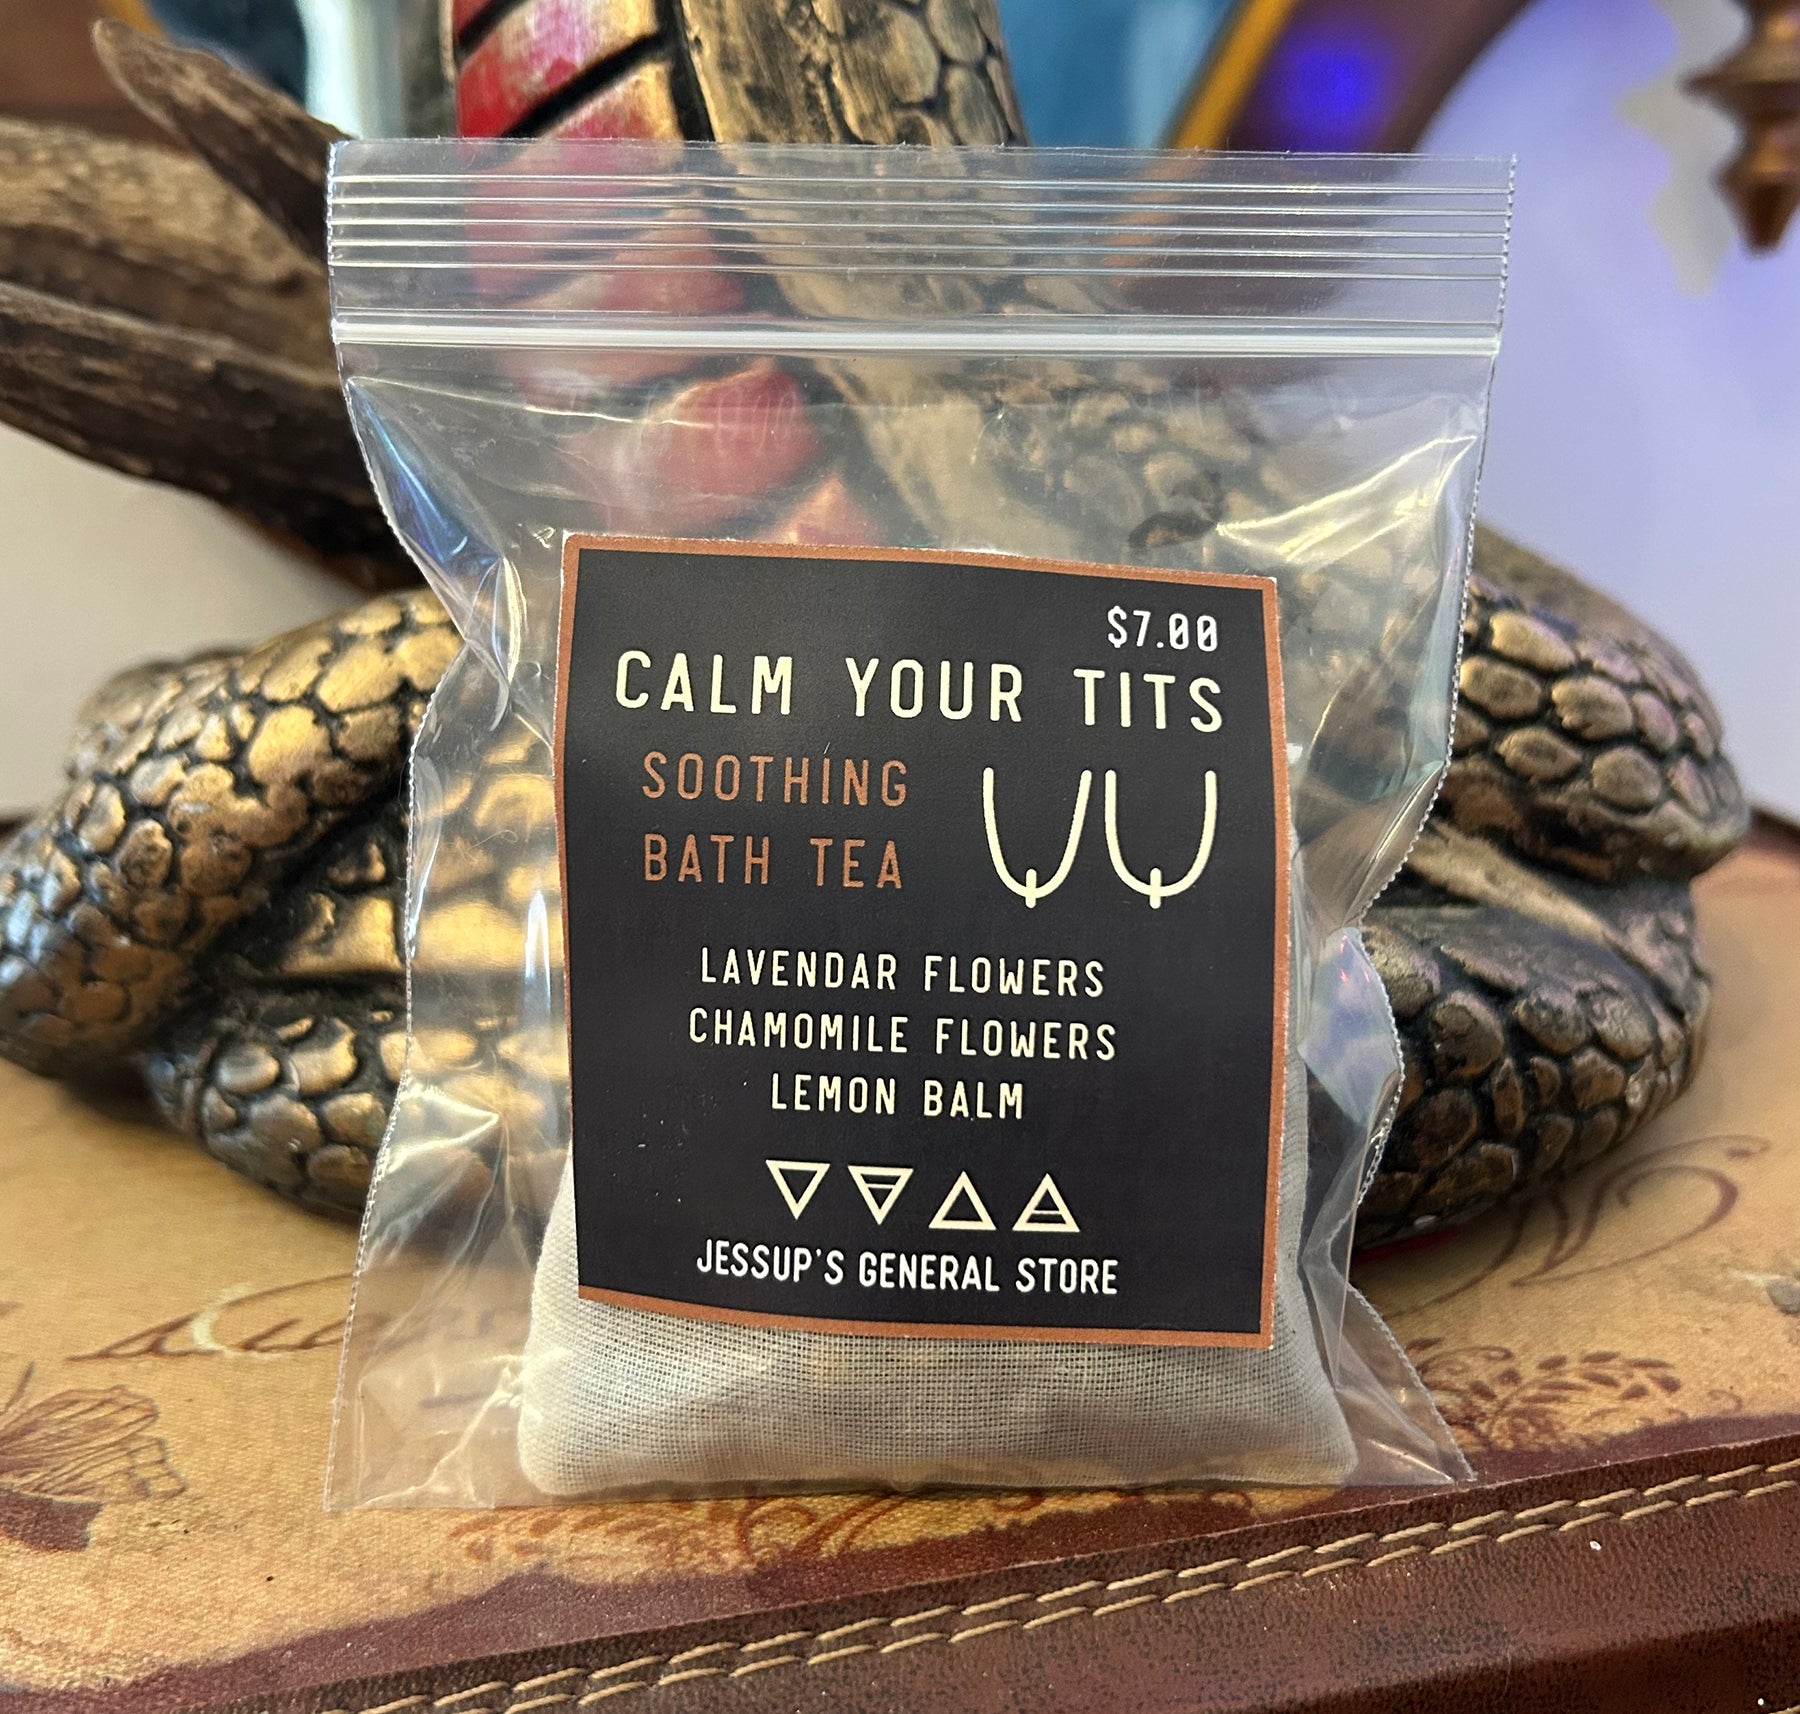 $7.00
CALM YOUR TITS
SOOTHING
BATH TEA
LAVENDAR FLOWERS
CHAMOMILE FLOWERS
LEMON BALM
JESSUP'S GENERAL STORE